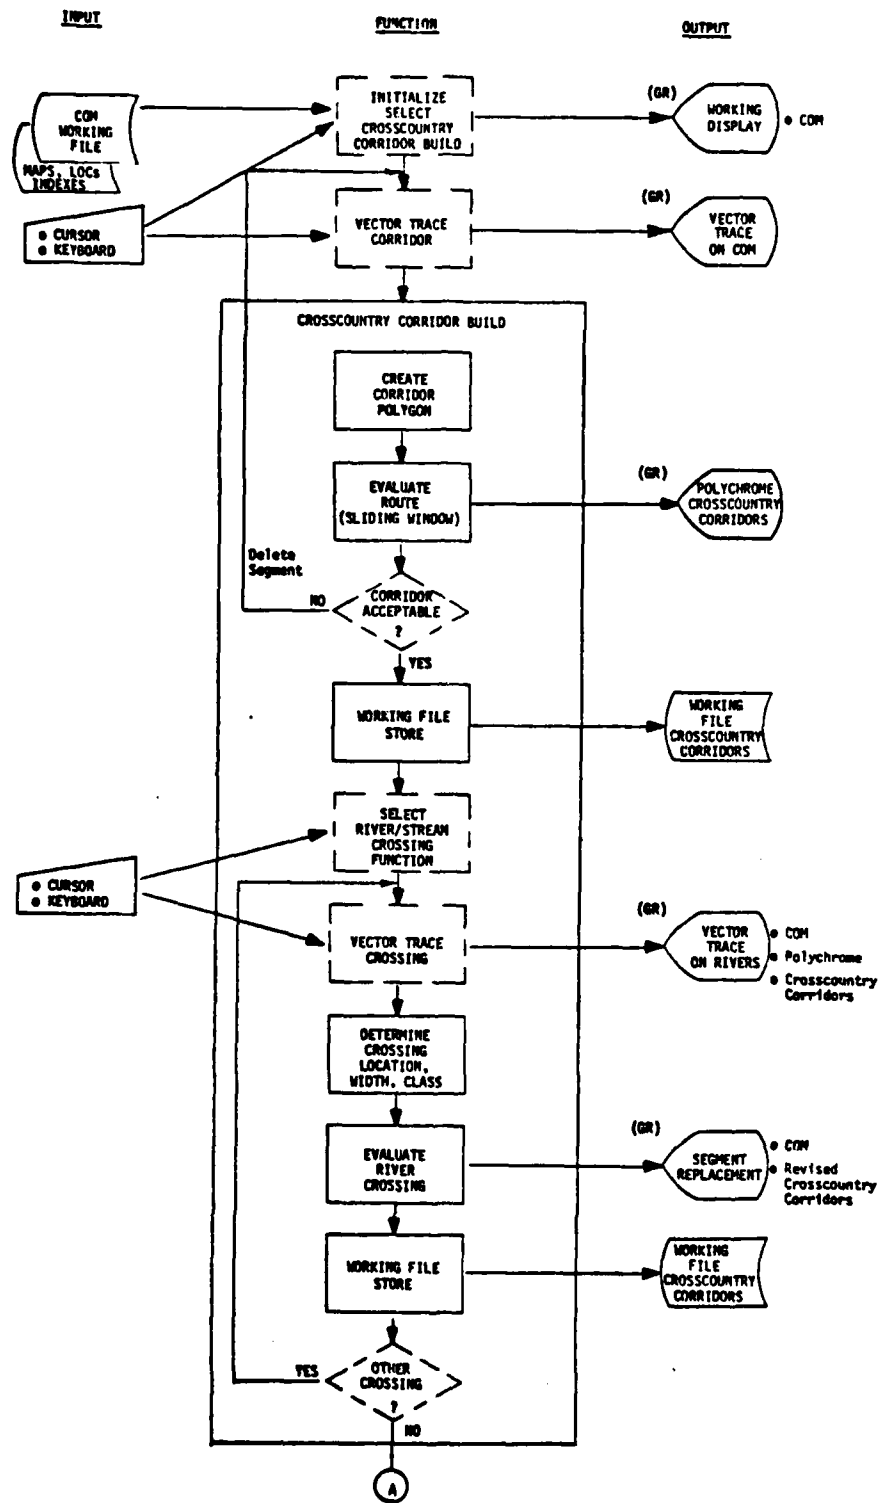 INPUT
FUNCTION
OUTPUT
COM
WORKING
FILE
MAPS, LOCs
INDEXES
INITIALIZE
SELECT
CROSSCOUNTRY
CORRIDOR BUILD
(GR)
WORKING
DISPLAY
• COM
• CURSOR
• KEYBOARD
VECTOR TRACE
CORRIDOR
(GR)
VECTOR
TRACE
ON COM
CROSSCOUNTRY CORRIDOR BUILD
CREATE
CORRIDOR
POLYGON
EVALUATE
ROUTE
(SLIDING WINDOW)
(GR)
POLYCHROME
CROSSCOUNTRY
CORRIDORS
Delete
Segment
NO
CORRIDOR
ACCEPTABLE
?
YES
WORKING FILE
STORE
WORKING
FILE
CROSSCOUNTRY
CORRIDORS
SELECT
RIVER/STREAM
CROSSING
FUNCTION
• CURSOR
• KEYBOARD
VECTOR TRACE
CROSSING
(GR)
VECTOR
TRACE
ON RIVERS
• COM
• Polychrome
• Crosscountry
Corridors
DETERMINE
CROSSING
LOCATION,
WIDTH, CLASS
EVALUATE
RIVER
CROSSING
(GR)
SEGMENT
REPLACEMENT
• COM
• Revised
Crosscountry
Corridors
WORKING FILE
STORE
WORKING
FILE
CROSSCOUNTRY
CORRIDORS
YES
OTHER
CROSSING
?
NO
A